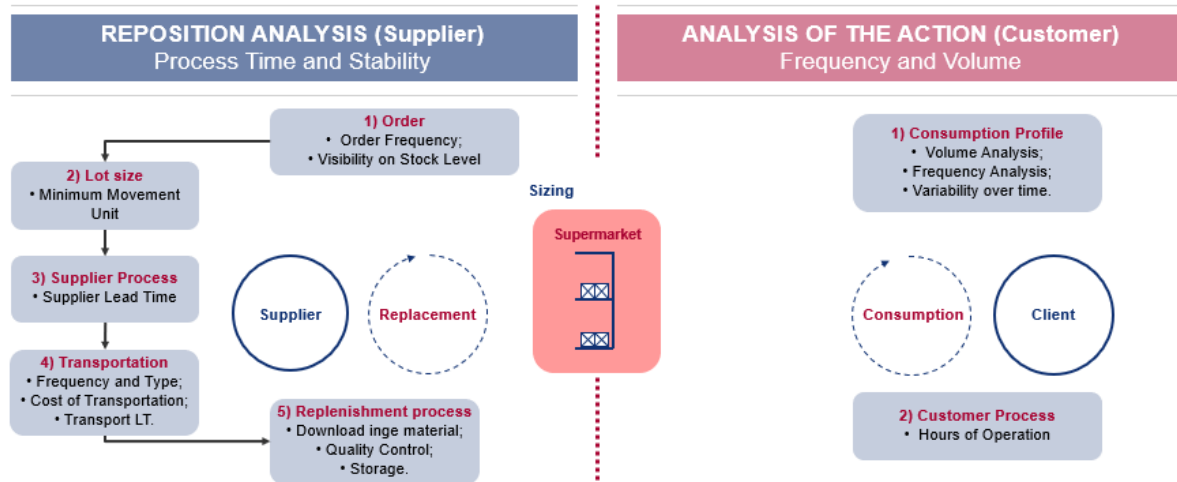 REPOSITION ANALYSIS (Supplier)
Process Time and Stability
ANALYSIS OF THE ACTION (Customer)
Frequency and Volume
1) Order
• Order Frequency;
• Visibility on Stock Level
2) Lot size
• Minimum Movement
Unit
3) Supplier Process
• Supplier Lead Time
4) Transportation
• Frequency and Type;
• Cost of Transportation;
• Transport LT.
5) Replenishment process
• Download inge material;
• Quality Control;
• Storage.
Supplier
Replacement
Sizing
Supermarket
1) Consumption Profile
• Volume Analysis;
• Frequency Analysis;
• Variability over time.
Consumption
Client
2) Customer Process
• Hours of Operation